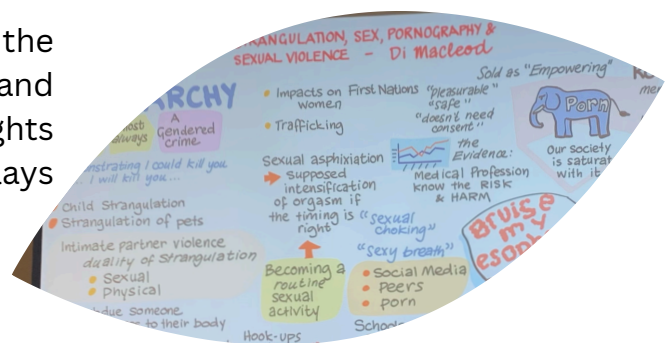 the
and
STRANGULATION, SEX, PORNOGRAPHY &
SEXUAL VIOLENCE – Di Macleod
ARCHY
always
A
Gendered
crime
I could kill you
... I will kill you ...
Child Strangulation
Strangulation of pets
Intimate partner violence
duality of Strangulation
Sexual
Physical
someone
to their body
Impacts on First Nations
women
Trafficking
Sexual asphixiation
Supposed
intensification
of orgasm if
the timing is
right
Becoming a
routine
sexual
activity
Hook-ups
Sold as "Empowering"
"pleasurable"
"safe"
"doesn't need
consent"
the
Evidence:
Medical Profession
know the RISK
& HARM
"sexual
choking"
"sexy breath"
Social Media
Peers
Porn
Porn
Our society
is
with it
Bruise
my